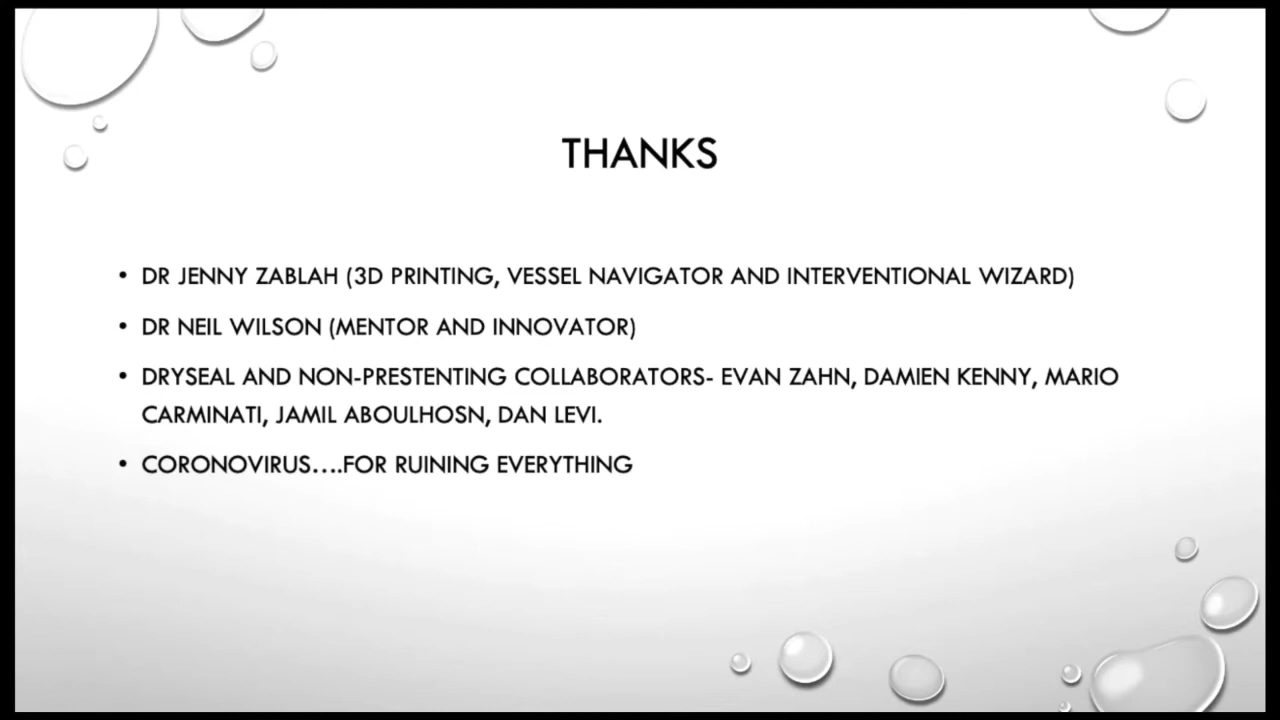 THANKS
• DR JENNY ZABLAH (3D PRINTING, VESSEL NAVIGATOR AND INTERVENTIONAL WIZARD)
• DR NEIL WILSON (MENTOR AND INNOVATOR)
• DRYSEAL AND NON-PRESTENTING COLLABORATORS- EVAN ZAHN, DAMIEN KENNY, MARIO
CARMINATI, JAMIL ABOULHOSN, DAN LEVI.
• CORONOVIRUS....FOR RUINING EVERYTHING